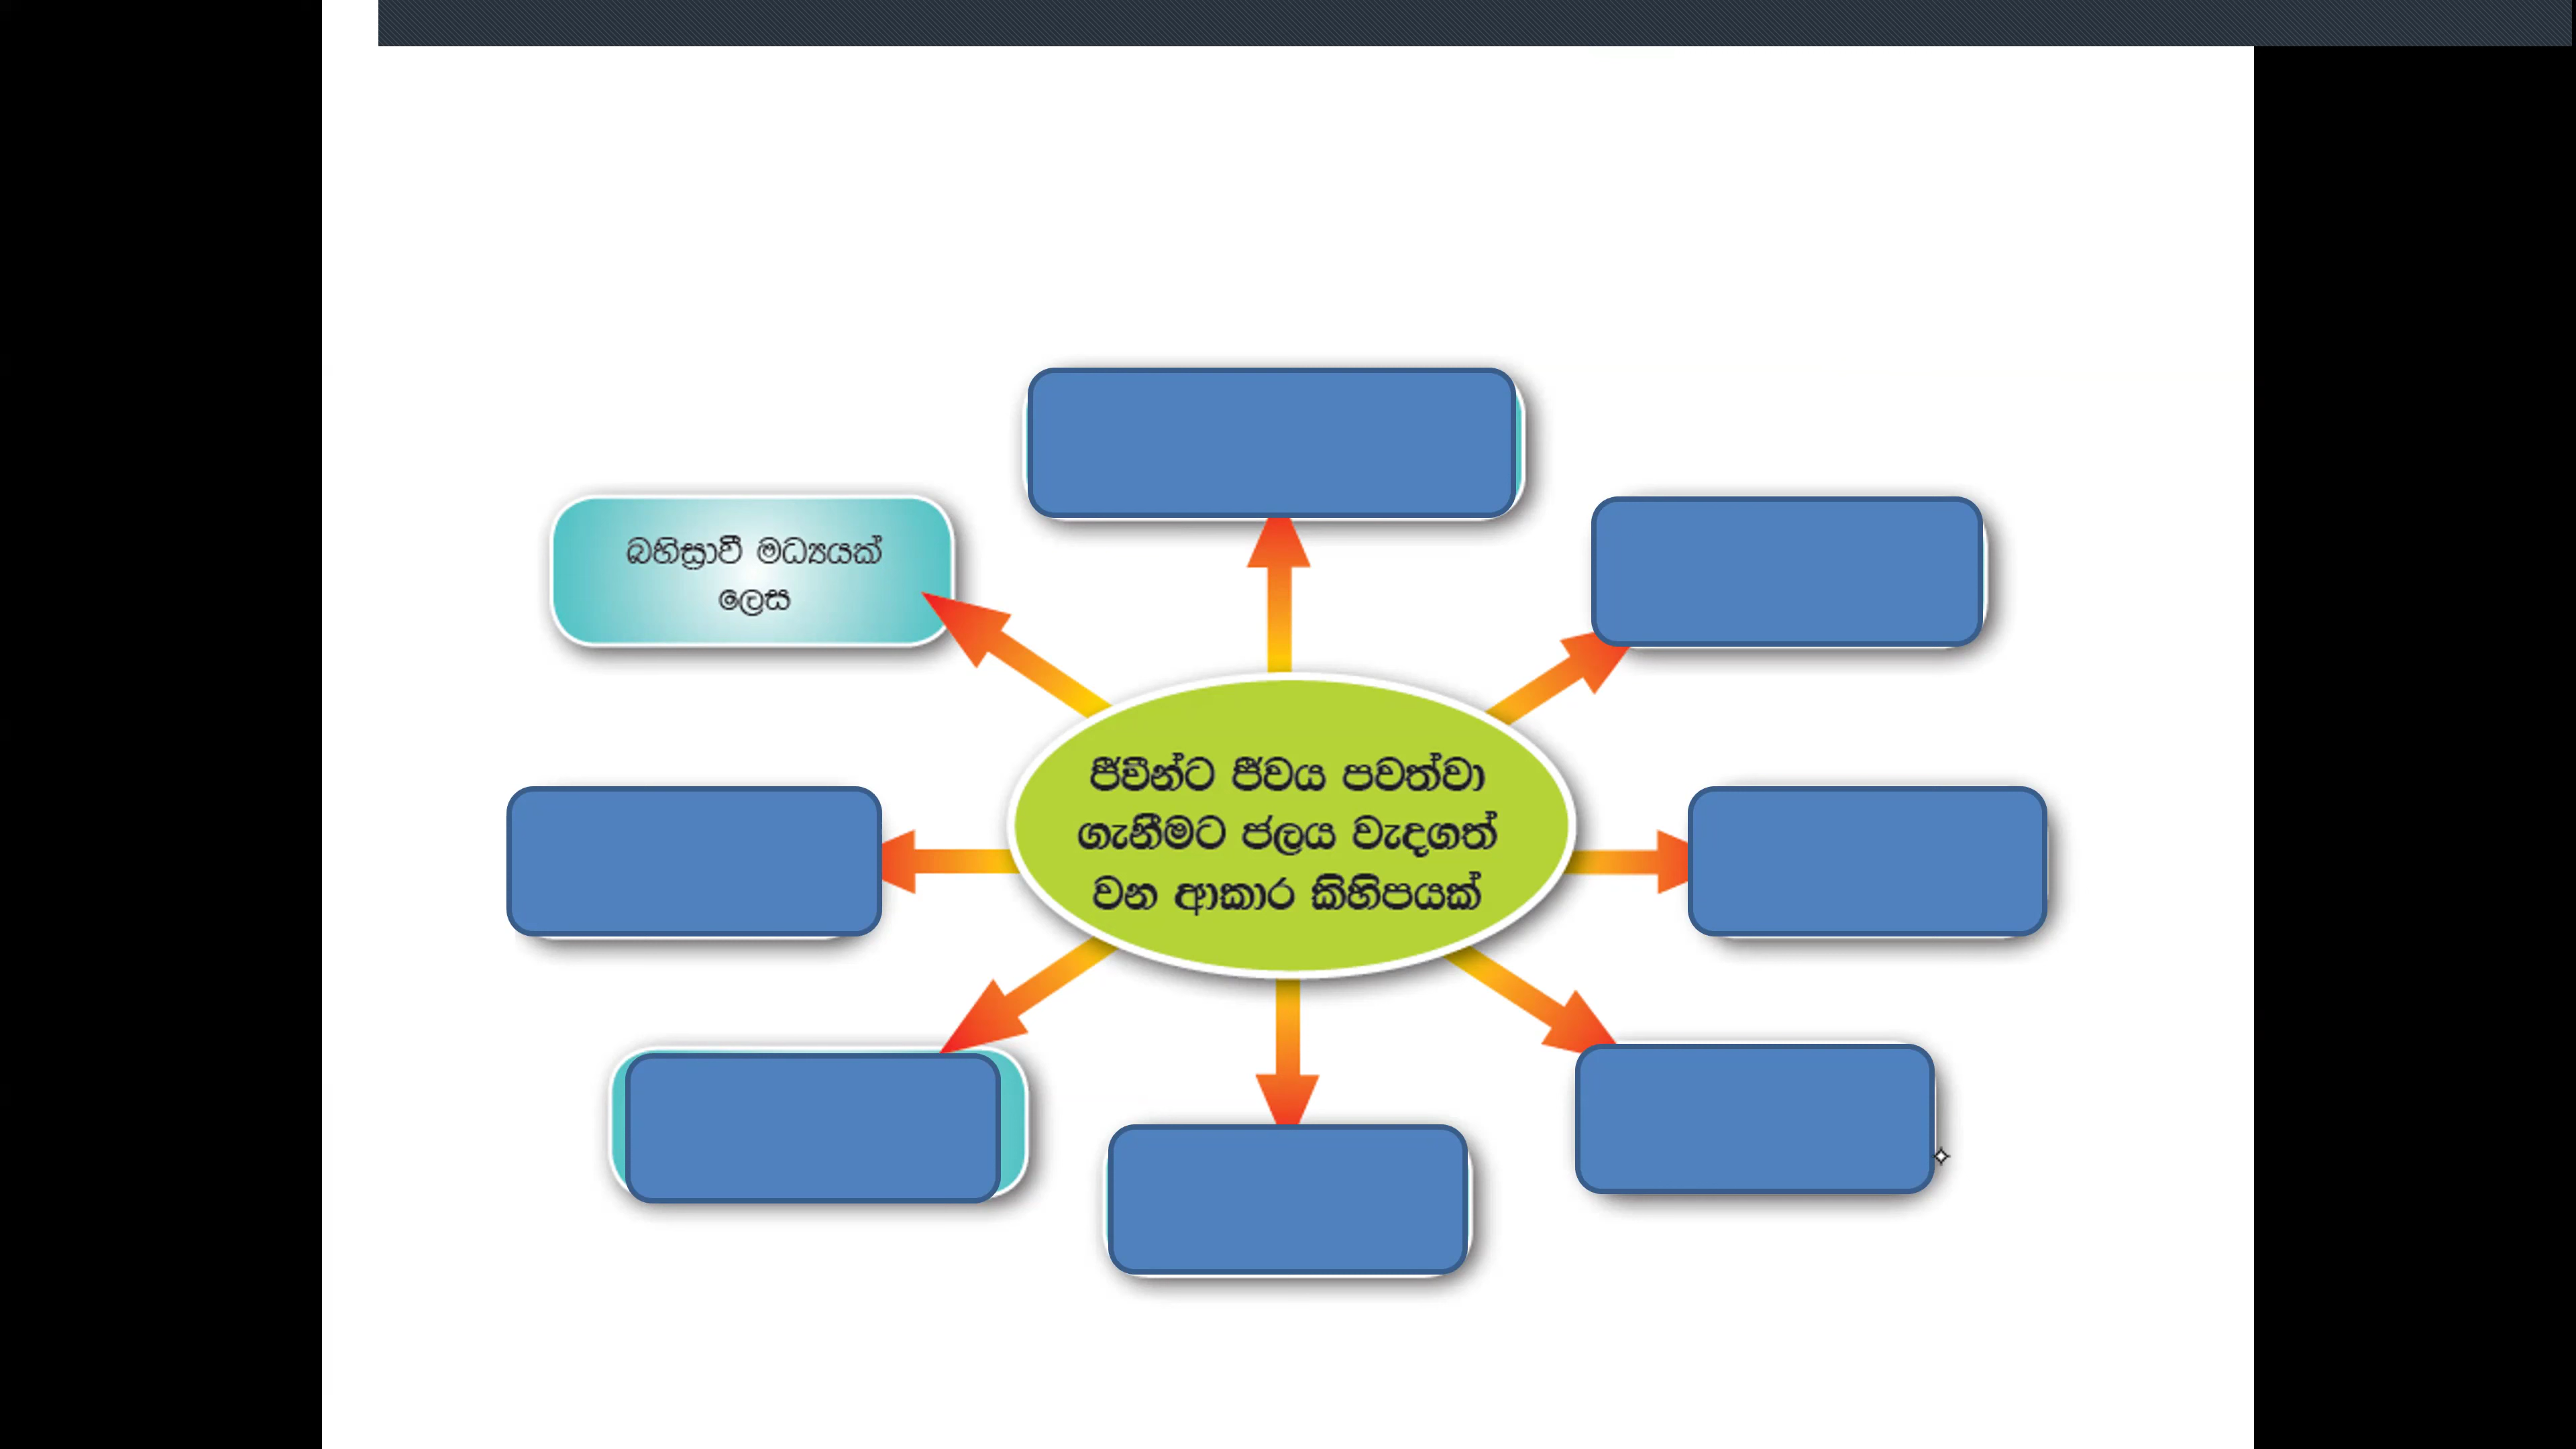 බහිස්‍රාවී මධ්‍යයක්
ලෙස
ජීවීන්ට ජීවය පවත්වා
ගැනීමට ජලය වැදගත්
වන ආකාර කිහිපයක්